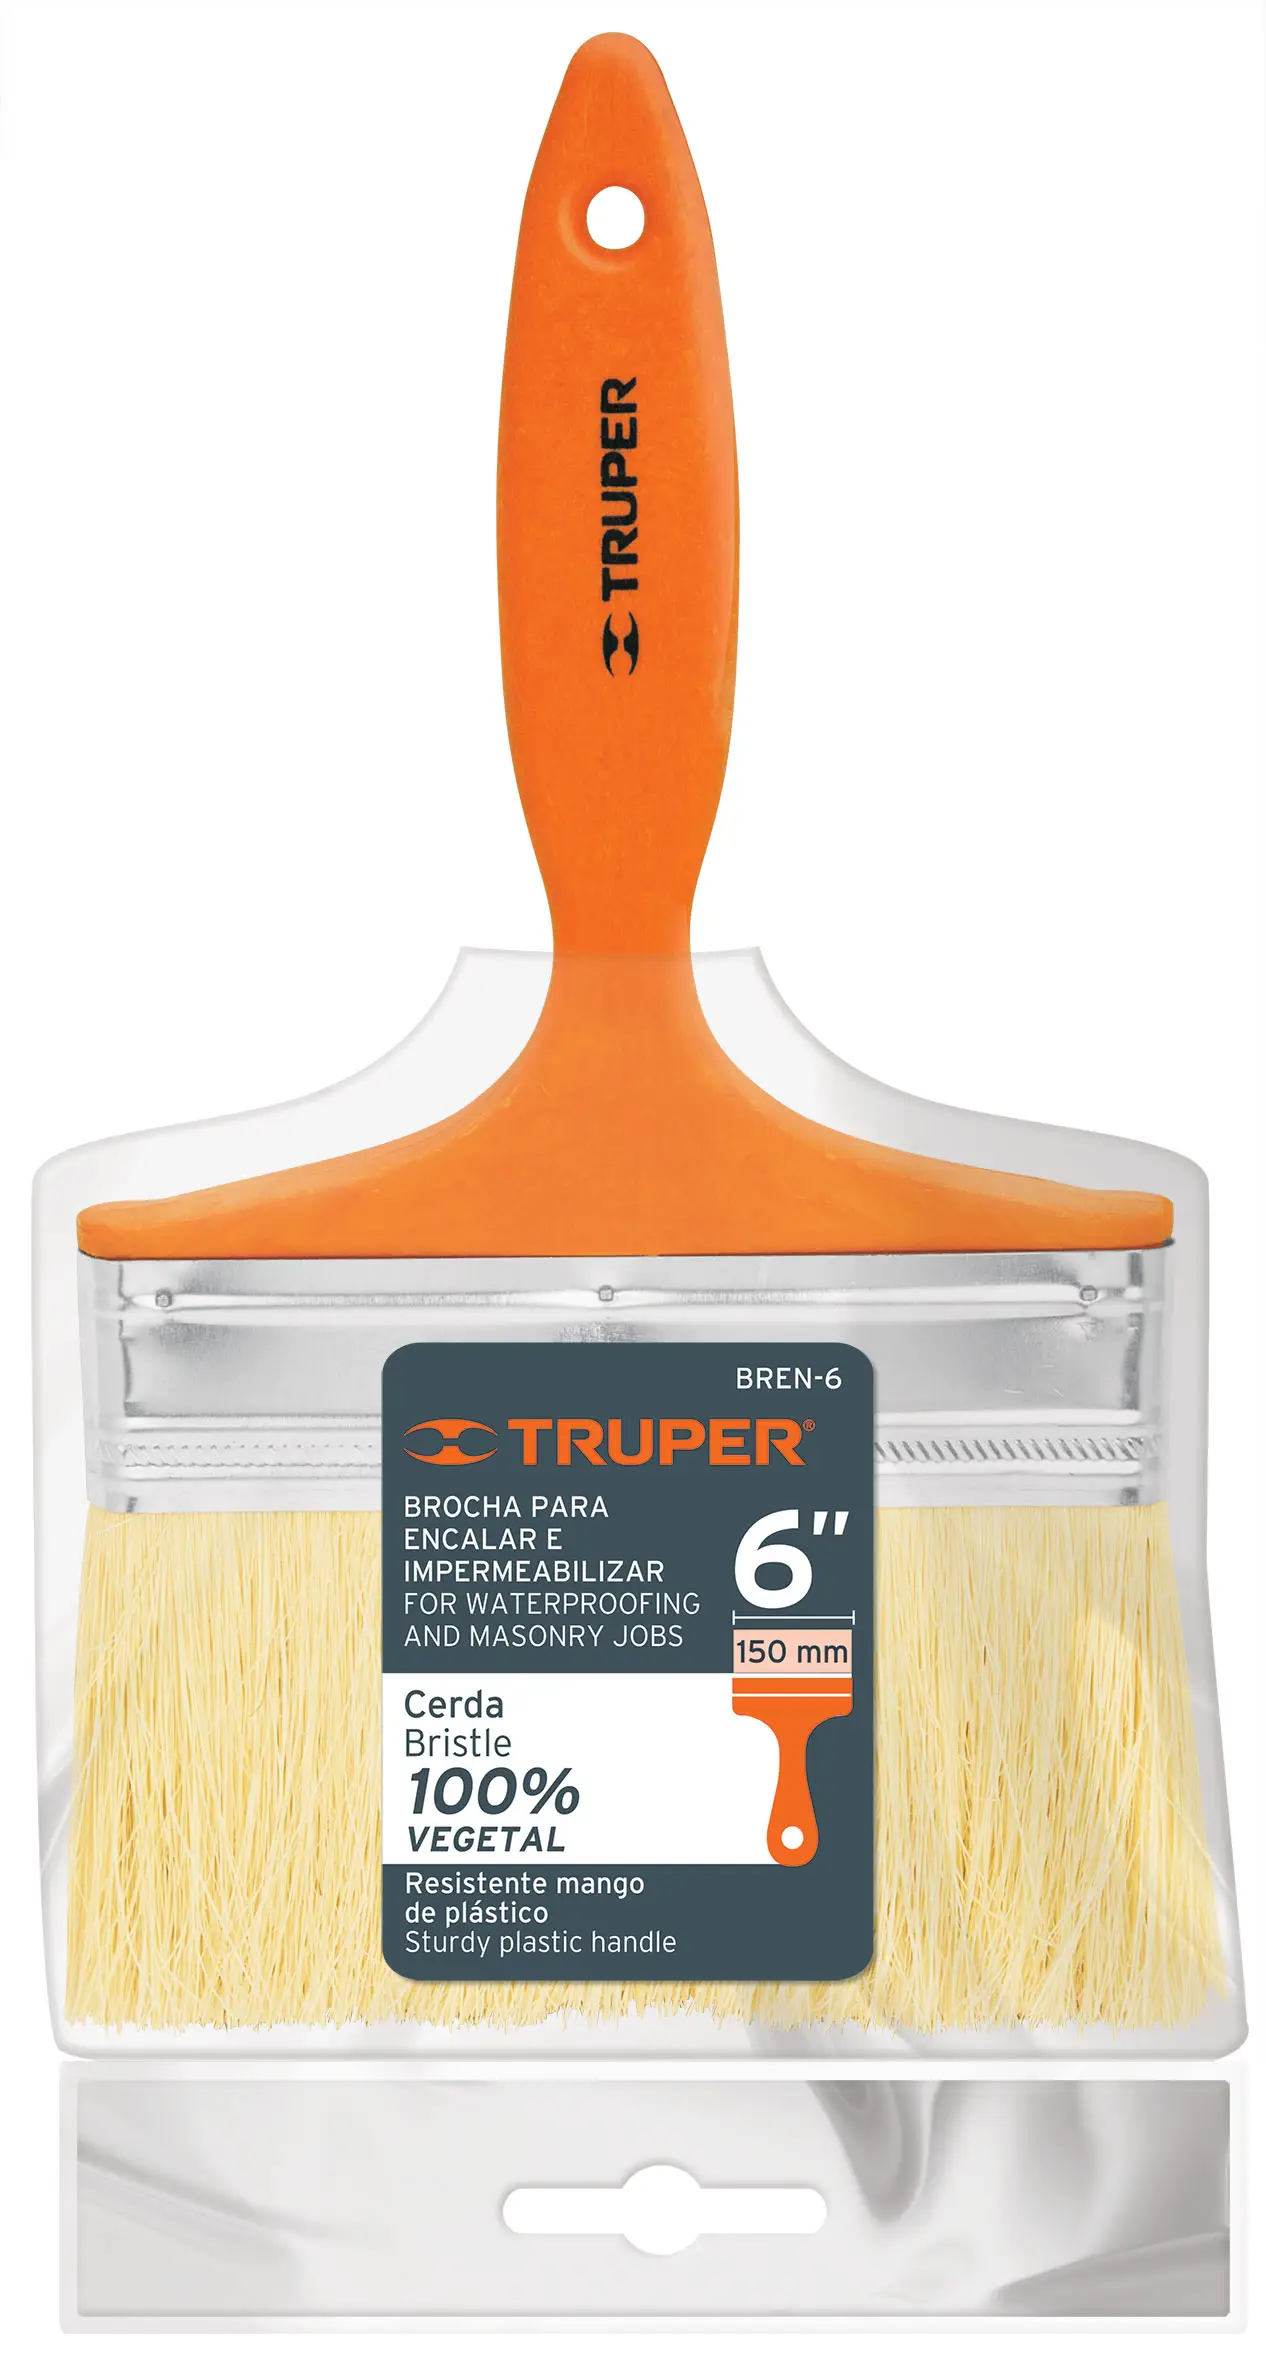 TRUPER
BREN-6
TRUPER®
BROCHA PARA
ENCALAR E
IMPERMEABILIZAR
FOR WATERPROOFING
AND MASONRY JOBS
6"
150 mm
Cerda
Bristle
100%
VEGETAL
Resistente mango
de plástico
Sturdy plastic handle